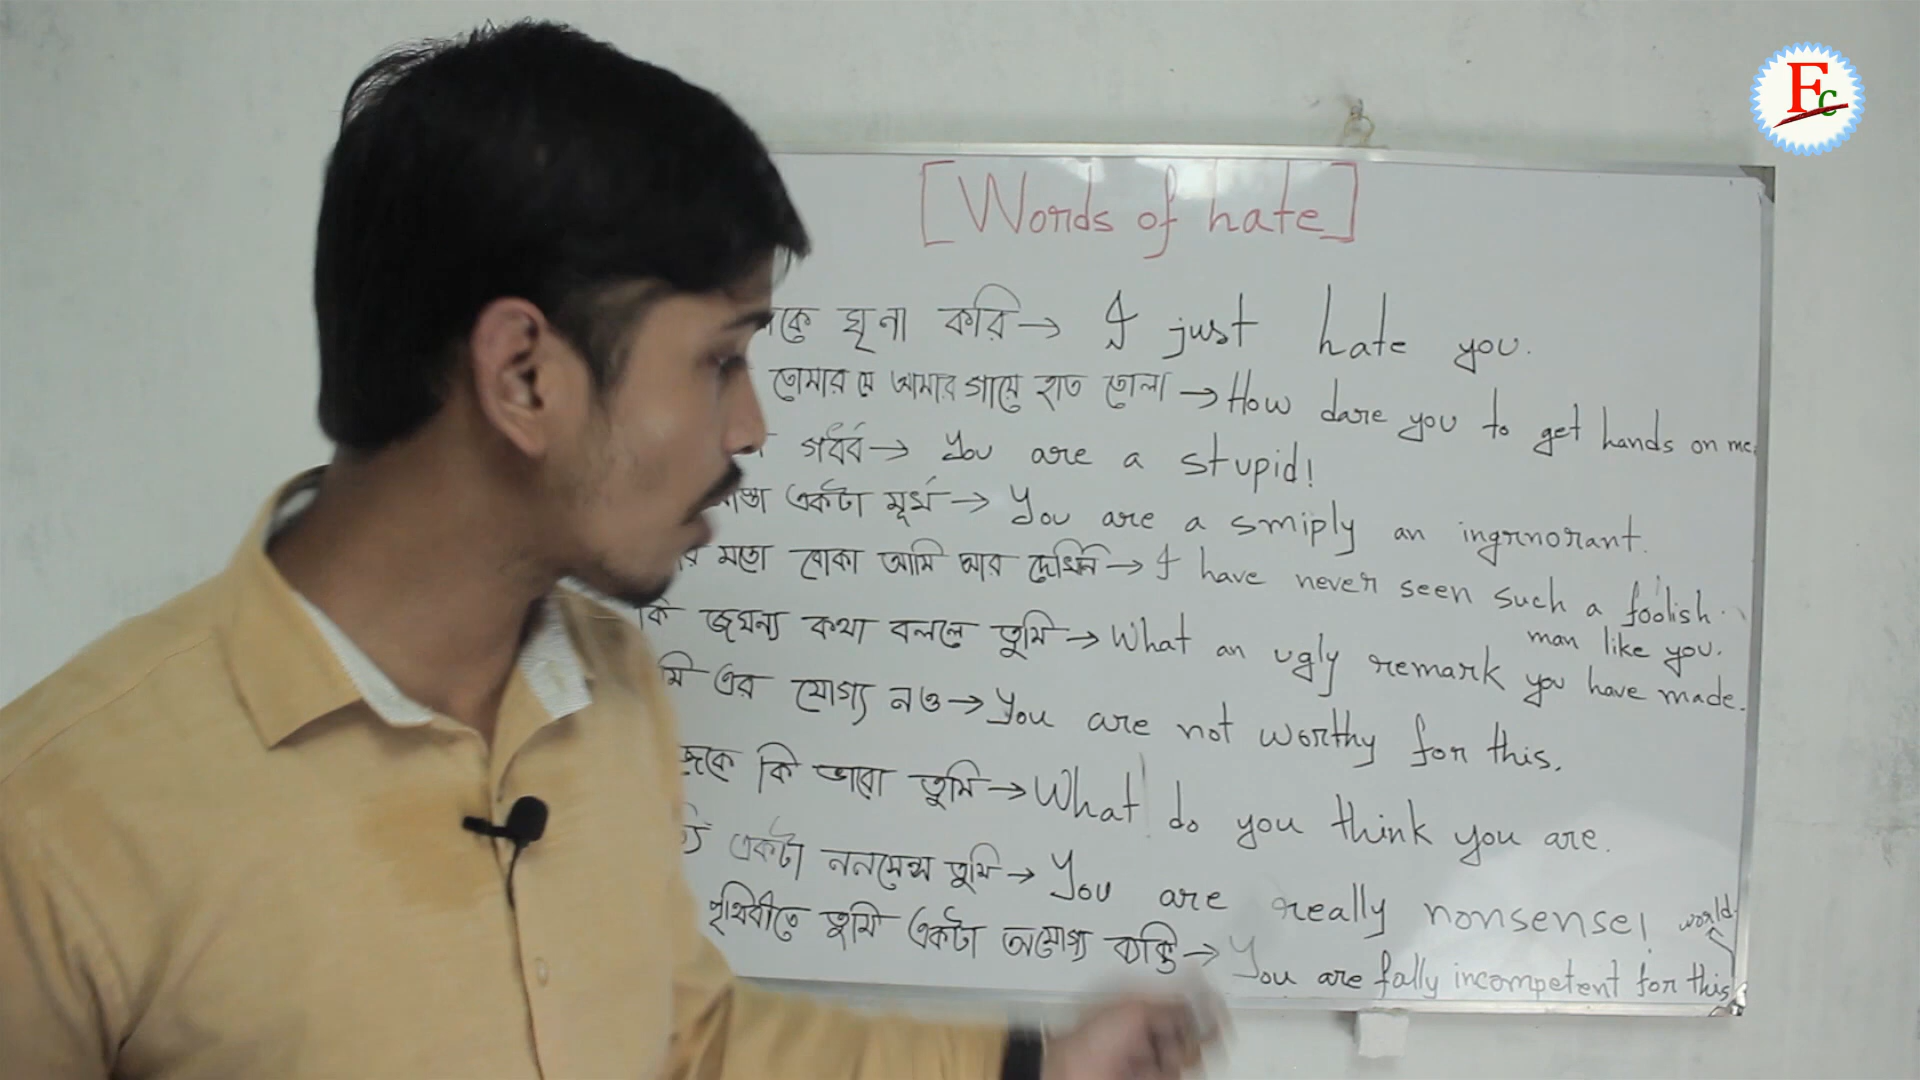 Fc
[Words of hate]
কে ঘৃনা করি → I just hate you.
তোমার যে আমার গায়ে হাত তোলা → How dare you to get hands on me.
গর্বব → You are a stupid!
একটা মূর্খ → You are a smiply an ingrnorant.
র মতো বোকা আমি আর দেখিনি → I have never seen such a foolish
man like you.
কি জঘন্য কথা বললে তুমি → What an ugly remark you have made.
মি এর যোগ্য নও → You are not worthy for this.
জকে কি ভাবো তুমি → What do you think you are.
একটা ননসেন্স তুমি → You are really nonsense!
world
পৃথিবীতে তুমি একটা অযোগ্য ব্যক্তি → You are fally incompetent for this